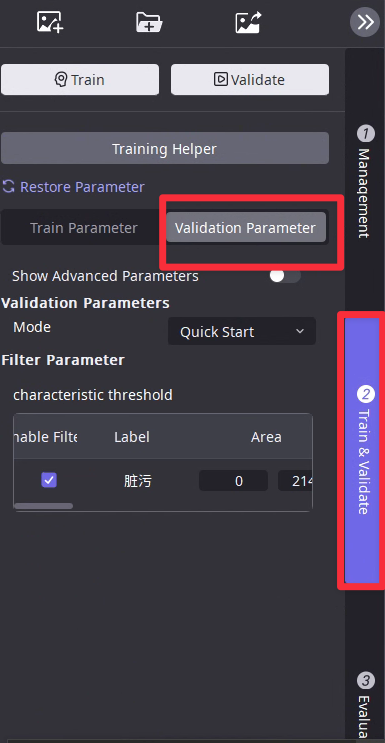 Train
Validate
Training Helper
Restore Parameter
Train Parameter
Validation Parameter
Show Advanced Parameters
Validation Parameters
Mode
Quick Start
Filter Parameter
characteristic threshold
nable Filte
Label
Area
脏污
0
214
1
Management
2
Train & Validate
3
Evalua